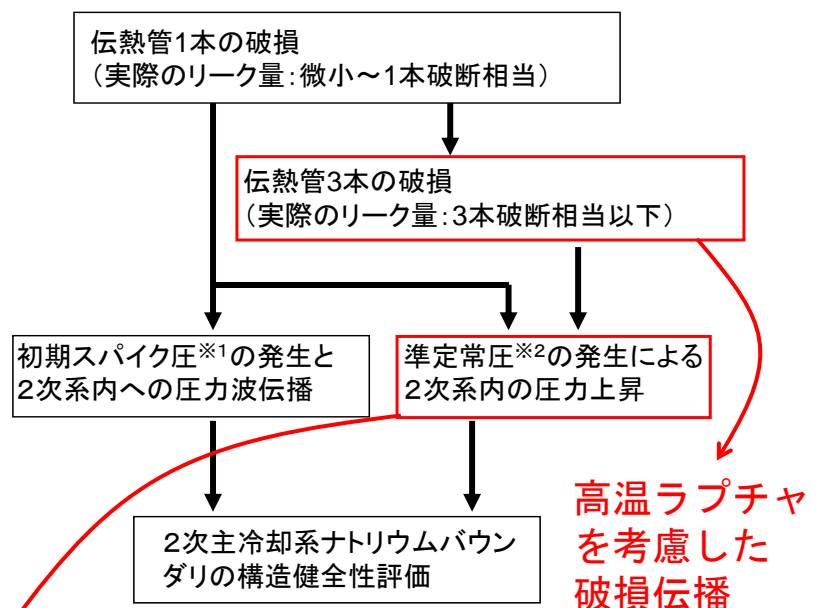 伝熱管1本の破損
（実際のリーク量：微小～1本破断相当）
伝熱管3本の破損
（実際のリーク量：3本破断相当以下）
初期スパイク圧※1の発生と
2次系内への圧力波伝播
準定常圧※2の発生による
2次系内の圧力上昇
高温ラプチャ
を考慮した
破損伝播
2次主冷却系ナトリウムバウン
ダリの構造健全性評価